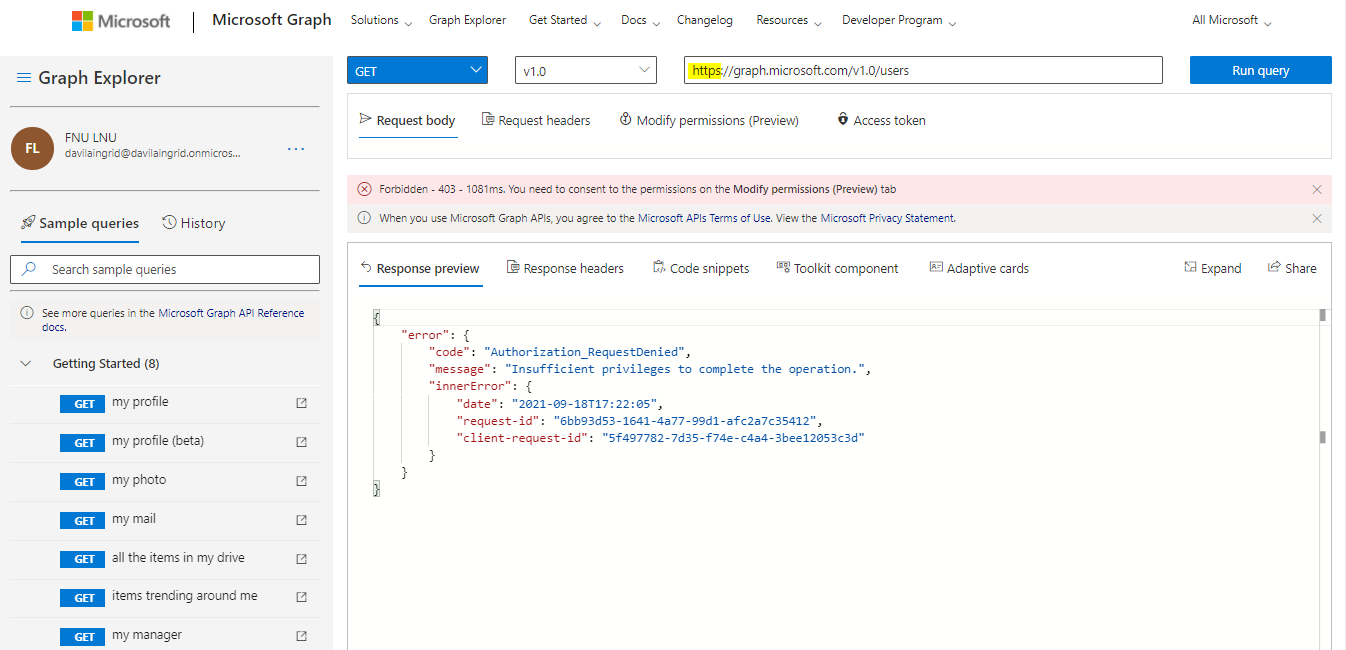 Microsoft
Microsoft Graph
Solutions
Graph Explorer
Get Started
Docs
Changelog
Resources
Developer Program
All Microsoft
Graph Explorer
FL
FNU LNU
davilaingrid@davilaingrid.onmicros...
...
Sample queries
History
Search sample queries
See more queries in the Microsoft Graph API Reference
docs.
Getting Started (8)
GET my profile
GET my profile (beta)
GET my photo
GET my mail
GET all the items in my drive
GET items trending around me
GET my manager
GET
v1.0
https://graph.microsoft.com/v1.0/users
Run query
Request body
Request headers
Modify permissions (Preview)
Access token
Forbidden - 403 - 1081ms. You need to consent to the permissions on the Modify permissions (Preview) tab
When you use Microsoft Graph APIs, you agree to the Microsoft APIs Terms of Use. View the Microsoft Privacy Statement.
Response preview
Response headers
Code snippets
Toolkit component
Adaptive cards
Expand
Share
{
"error": {
"code": "Authorization_RequestDenied",
"message": "Insufficient privileges to complete the operation.",
"innerError": {
"date": "2021-09-18T17:22:05",
"request-id": "6bb93d53-1641-4a77-99d1-afc2a7c35412",
"client-request-id": "5f497782-7d35-f74e-c4a4-3bee12053c3d"
}
}
}